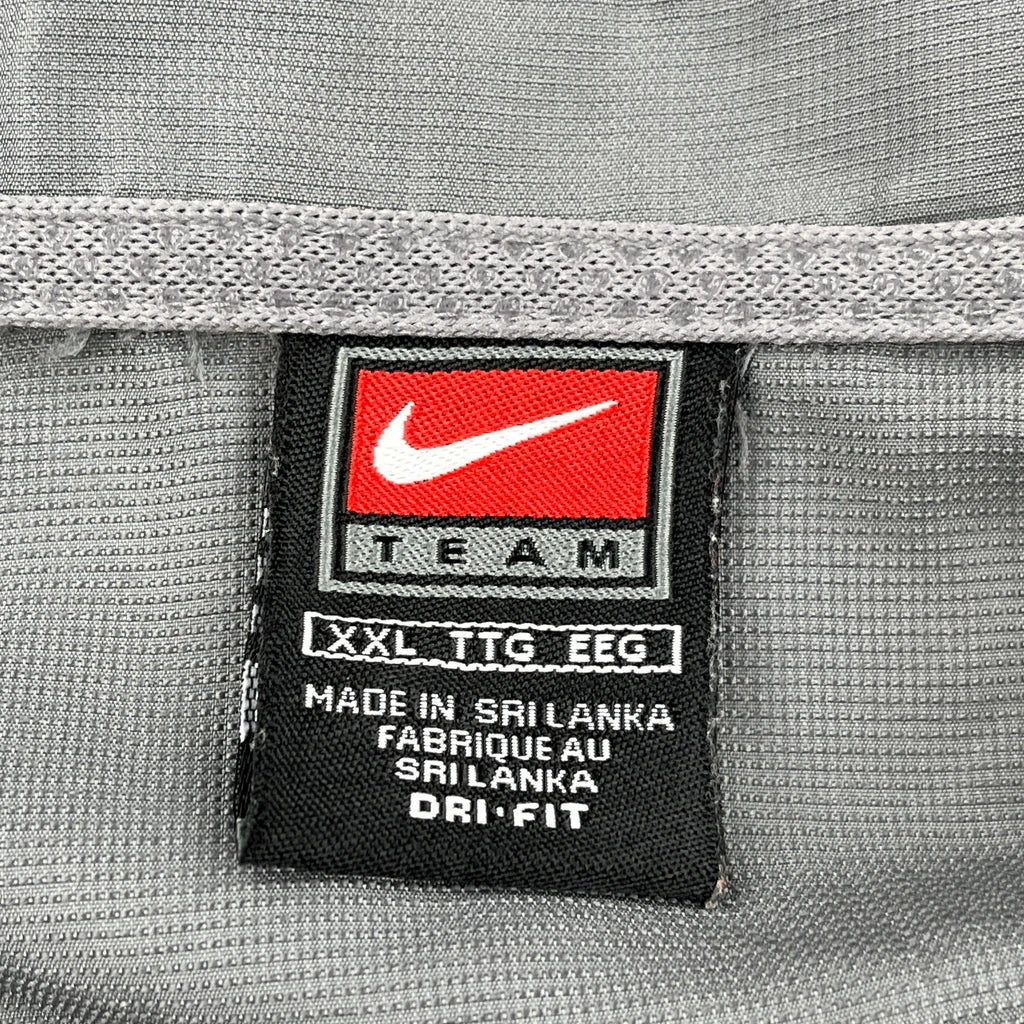 TEAM
XXL TTG EEG
MADE IN SRI LANKA
FABRIQUE AU
SRI LANKA
DRI·FIT